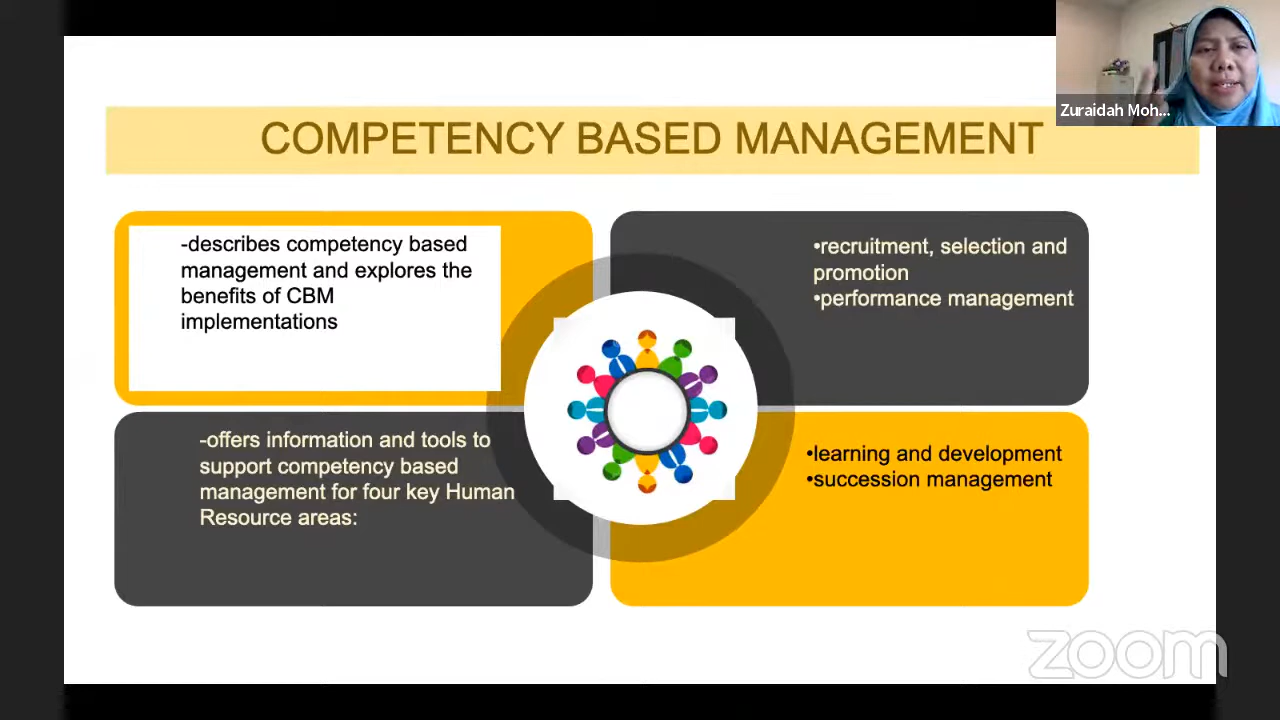 COMPETENCY BASED MANAGEMENT
-describes competency based
management and explores the
benefits of CBM
implementations
•recruitment, selection and
promotion
•performance management
-offers information and tools to
support competency based
management for four key Human
Resource areas:
•learning and development
•succession management
Zuraidah Moh...
zoom